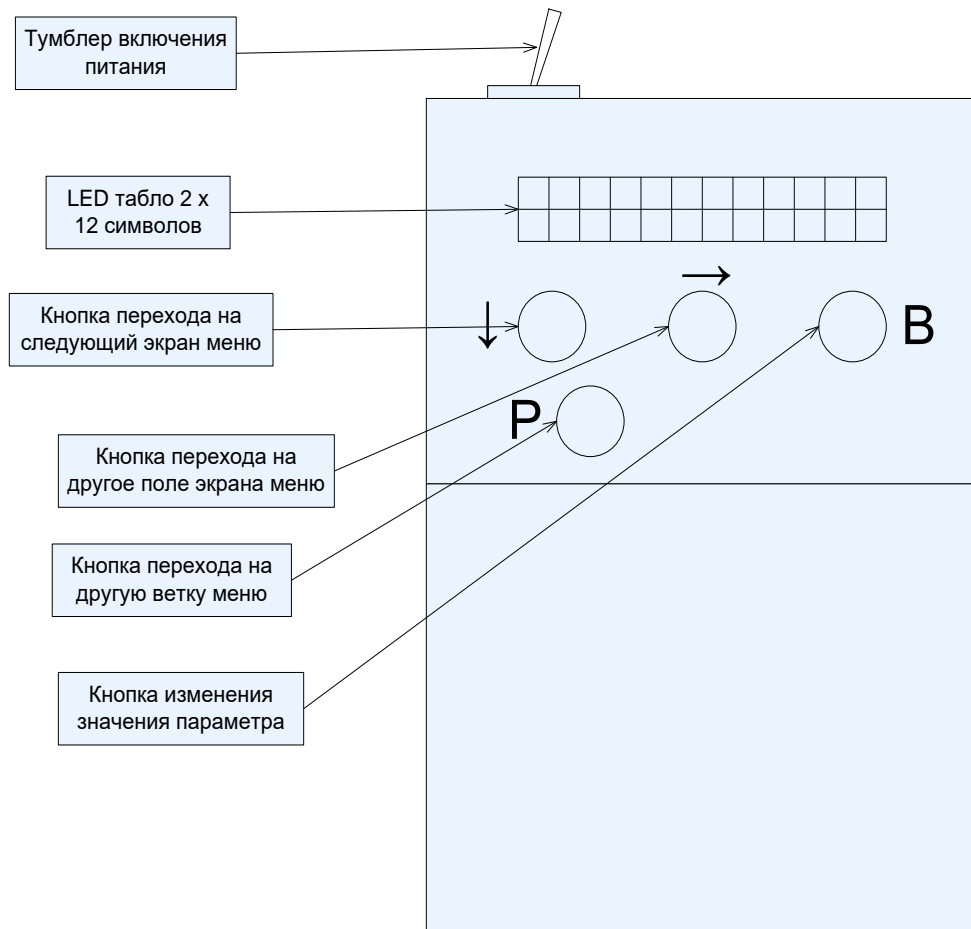 Тумблер включения
питания
LED табло 2 x
12 символов
→
Кнопка перехода на
следующий экран меню
↓
В
Р
Кнопка перехода на
другое поле экрана меню
Кнопка перехода на
другую ветку меню
Кнопка изменения
значения параметра